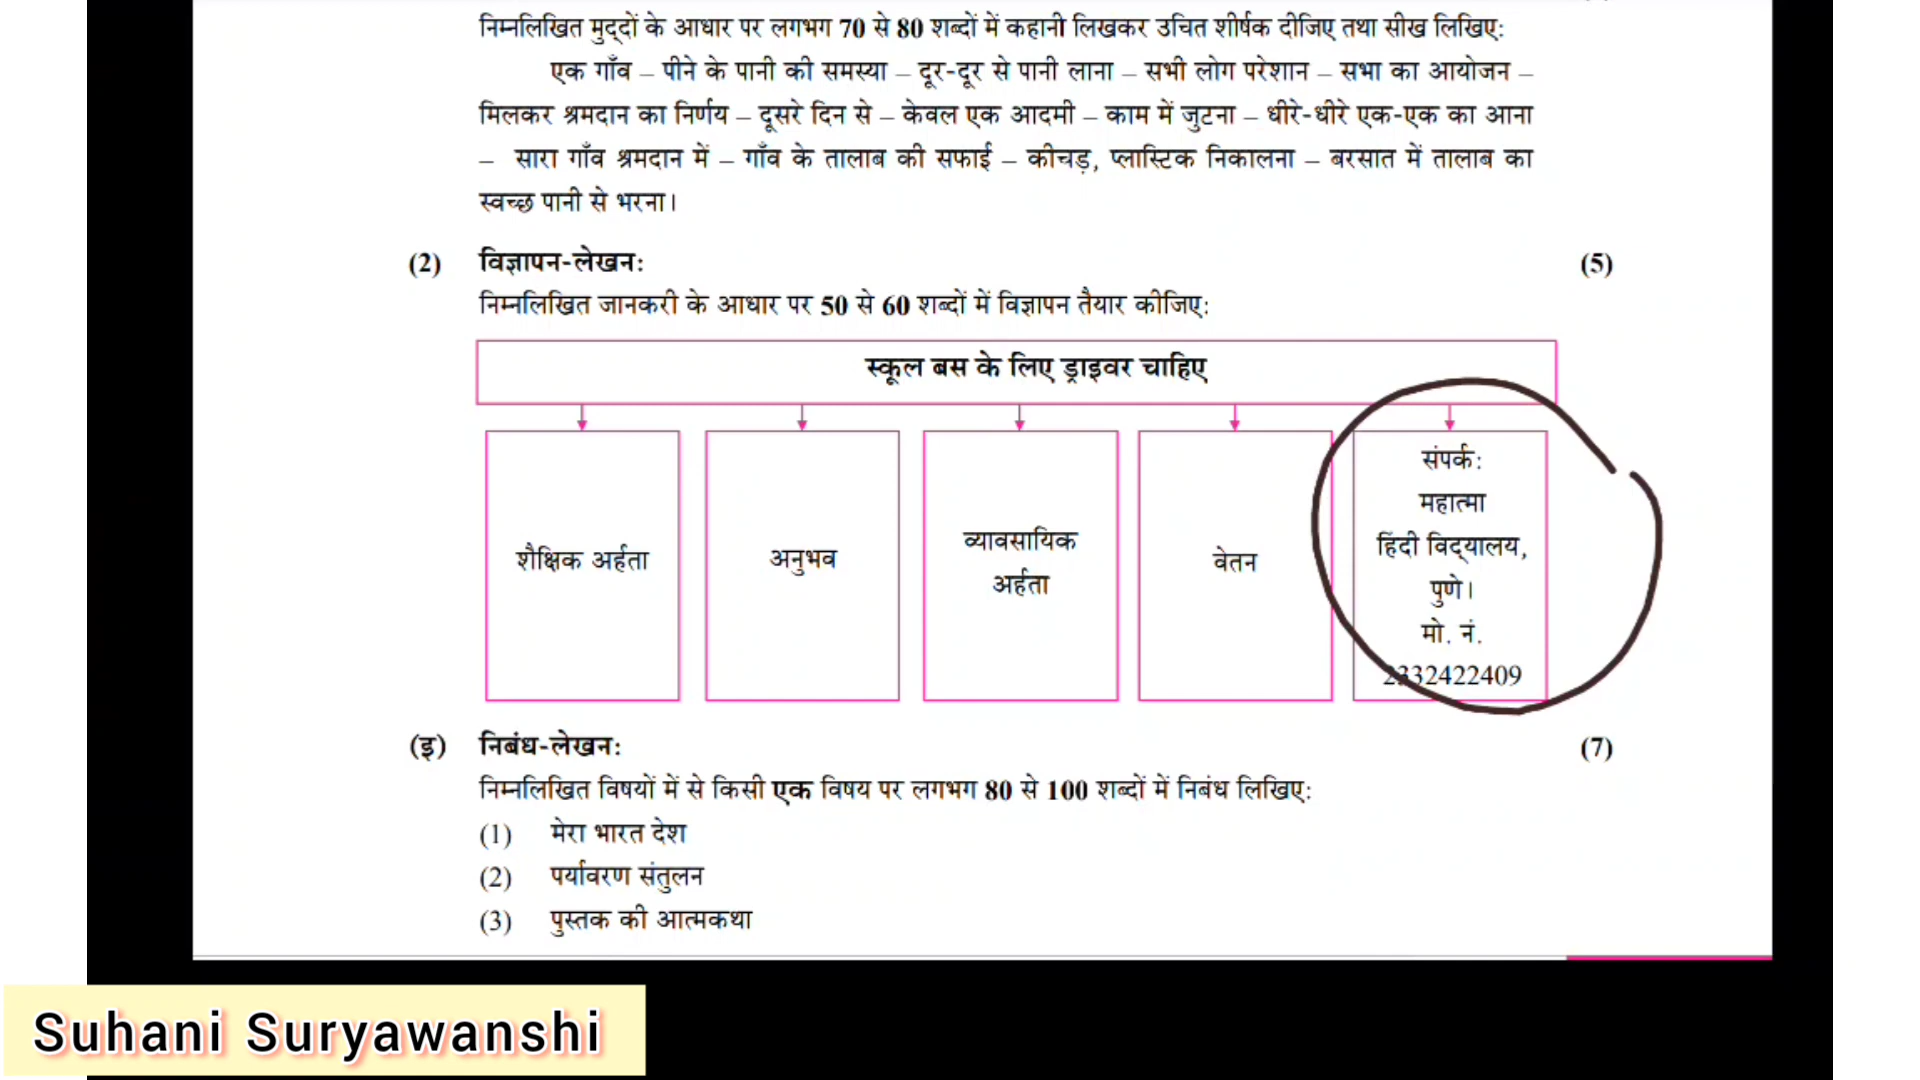 निम्नलिखित मुद्दों के आधार पर लगभग 70 से 80 शब्दों में कहानी लिखकर उचित शीर्षक दीजिए तथा सीख लिखिए:
एक गाँव – पीने के पानी की समस्या – दूर-दूर से पानी लाना – सभी लोग परेशान – सभा का आयोजन –
मिलकर श्रमदान का निर्णय – दूसरे दिन से – केवल एक आदमी – काम में जुटना – धीरे-धीरे एक-एक का आना
– सारा गाँव श्रमदान में – गाँव के तालाब की सफाई – कीचड़, प्लास्टिक निकालना – बरसात में तालाब का
स्वच्छ पानी से भरना।
(2) विज्ञापन-लेखन: (5)
निम्नलिखित जानकरी के आधार पर 50 से 60 शब्दों में विज्ञापन तैयार कीजिए:
स्कूल बस के लिए ड्राइवर चाहिए
शैक्षिक अर्हता
अनुभव
व्यावसायिक
अर्हता
वेतन
संपर्क:
महात्मा
हिंदी विद्यालय,
पुणे।
मो. नं.
2332422409
(इ) निबंध-लेखन: (7)
निम्नलिखित विषयों में से किसी एक विषय पर लगभग 80 से 100 शब्दों में निबंध लिखिए:
(1) मेरा भारत देश
(2) पर्यावरण संतुलन
(3) पुस्तक की आत्मकथा
Suhani Suryawanshi